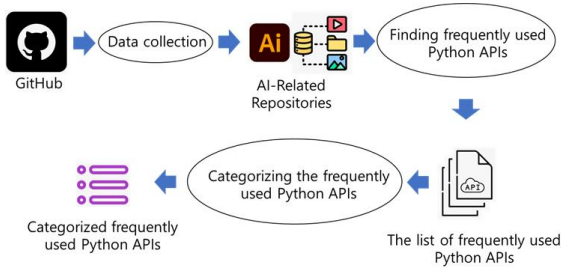 GitHub
Data collection
Ai
AI-Related
Repositories
Finding frequently used
Python APIs
API
The list of frequently used
Python APIs
Categorizing the frequently
used Python APIs
Categorized frequently
used Python APIs